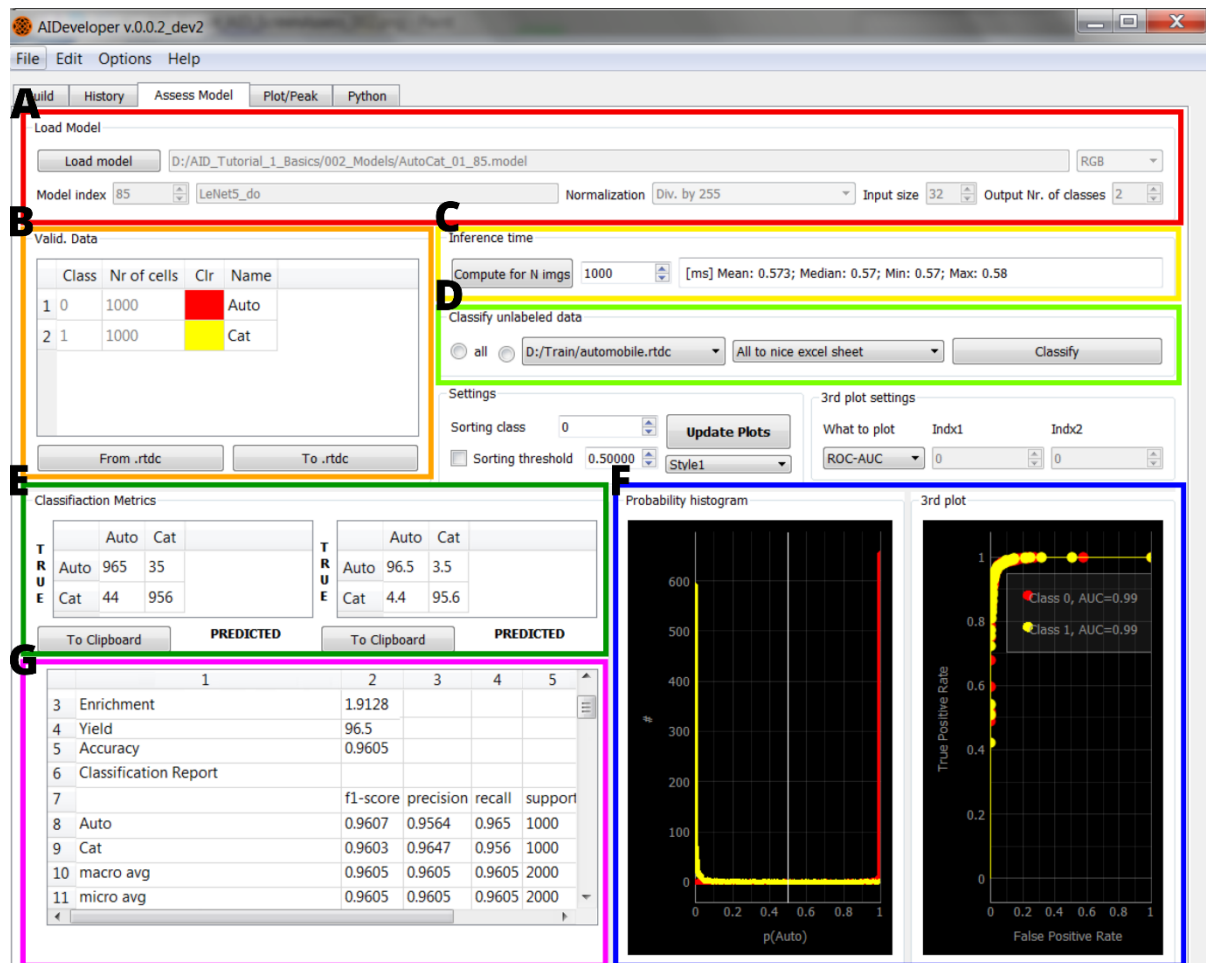 AIDeveloper v.0.0.2_dev2
File Edit Options Help
uild History Assess Model Plot/Peak Python
A
Load Model
Load model D:/AID_Tutorial_1_Basics/002_Models/AutoCat_01_85.model RGB
Model index 85 LeNet5_do Normalization Div. by 255 Input size 32 Output Nr. of classes 2
B
Valid. Data
Class Nr of cells Clr Name
1 0 1000 Auto
2 1 1000 Cat
From .rtdc To .rtdc
C
Inference time
Compute for N imgs 1000 [ms] Mean: 0.573; Median: 0.57; Min: 0.57; Max: 0.58
D
Classify unlabeled data
all D:/Train/automobile.rtdc All to nice excel sheet Classify
Settings
Sorting class 0 Update Plots
Sorting threshold 0.50000 Style1
3rd plot settings
What to plot Indx1 Indx2
ROC-AUC 0 0
E
Classifiaction Metrics
TRUE
Auto Cat
Auto 965 35
Cat 44 956
To Clipboard PREDICTED
TRUE
Auto Cat
Auto 96.5 3.5
Cat 4.4 95.6
To Clipboard PREDICTED
F
Probability histogram
600
500
400
#
300
200
100
0
0 0.2 0.4 0.6 0.8 1
p(Auto)
3rd plot
1
Class 0, AUC=0.99
0.8
Class 1, AUC=0.99
0.6
True Positive Rate
0.4
0.2
0
0 0.2 0.4 0.6 0.8 1
False Positive Rate
G
1 2 3 4 5
3 Enrichment 1.9128
4 Yield 96.5
5 Accuracy 0.9605
6 Classification Report
7 f1-score precision recall support
8 Auto 0.9607 0.9564 0.965 1000
9 Cat 0.9603 0.9647 0.956 1000
10 macro avg 0.9605 0.9605 0.9605 2000
11 micro avg 0.9605 0.9605 0.9605 2000